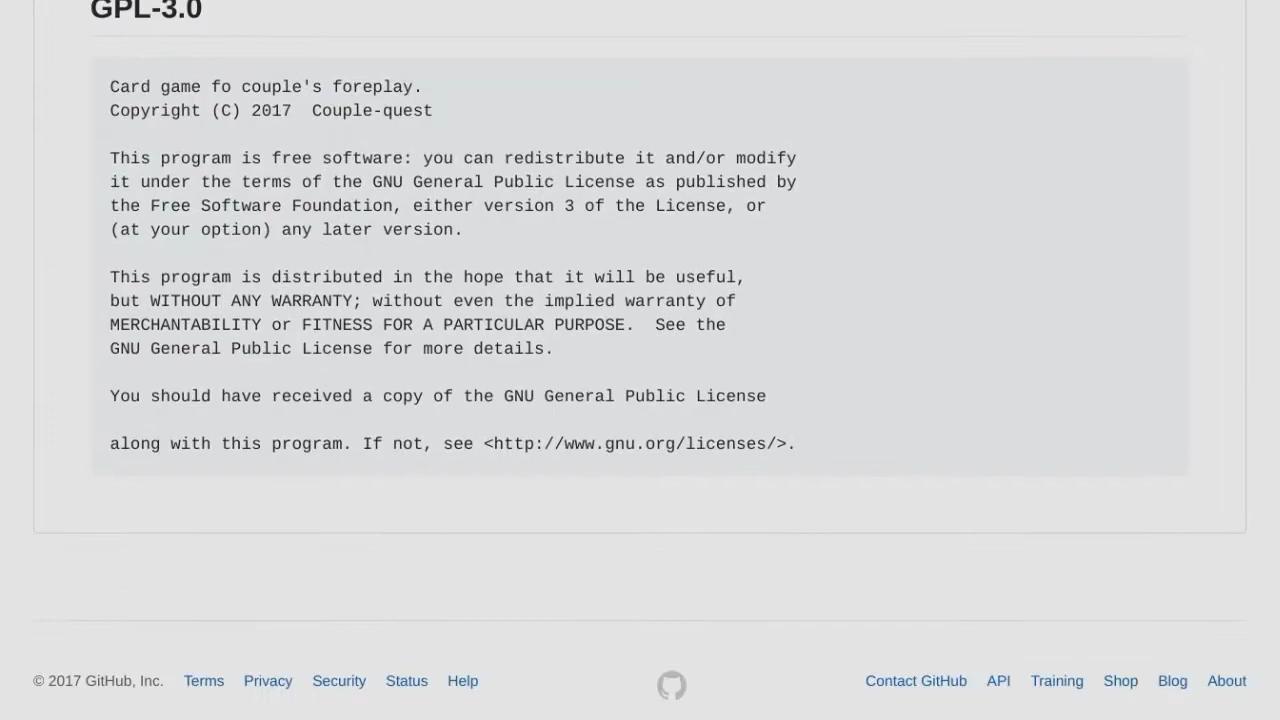 GPL-3.0
Card game fo couple's foreplay.
Copyright (C) 2017  Couple-quest
This program is free software: you can redistribute it and/or modify
it under the terms of the GNU General Public License as published by
the Free Software Foundation, either version 3 of the License, or
(at your option) any later version.
This program is distributed in the hope that it will be useful,
but WITHOUT ANY WARRANTY; without even the implied warranty of
MERCHANTABILITY or FITNESS FOR A PARTICULAR PURPOSE.  See the
GNU General Public License for more details.
You should have received a copy of the GNU General Public License
along with this program. If not, see <http://www.gnu.org/licenses/>.
© 2017 GitHub, Inc. Terms Privacy Security Status Help Contact GitHub API Training Shop Blog About